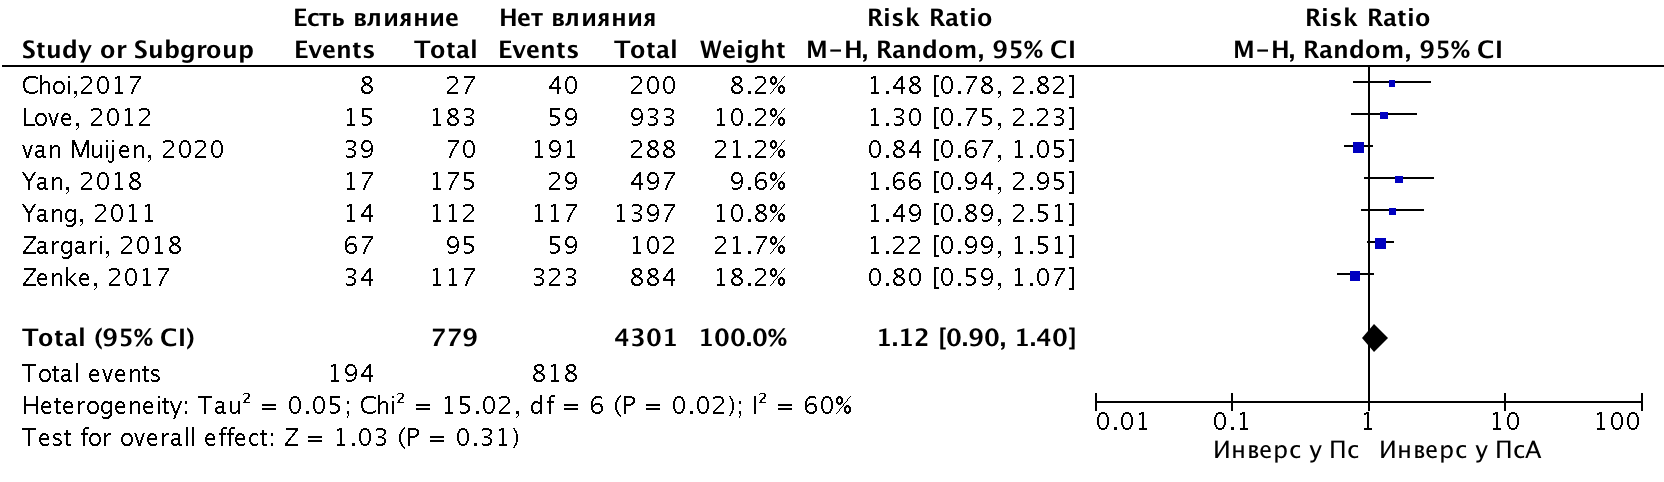 Есть влияние Нет влияния Risk Ratio Risk Ratio
Study or Subgroup Events Total Events Total Weight M-H, Random, 95% CI M-H, Random, 95% CI
Choi,2017 8 27 40 200 8.2% 1.48 [0.78, 2.82]
Love, 2012 15 183 59 933 10.2% 1.30 [0.75, 2.23]
van Muijen, 2020 39 70 191 288 21.2% 0.84 [0.67, 1.05]
Yan, 2018 17 175 29 497 9.6% 1.66 [0.94, 2.95]
Yang, 2011 14 112 117 1397 10.8% 1.49 [0.89, 2.51]
Zargari, 2018 67 95 59 102 21.7% 1.22 [0.99, 1.51]
Zenke, 2017 34 117 323 884 18.2% 0.80 [0.59, 1.07]
Total (95% CI) 779 4301 100.0% 1.12 [0.90, 1.40]
Total events 194 818
Heterogeneity: Tau² = 0.05; Chi² = 15.02, df = 6 (P = 0.02); I² = 60%
Test for overall effect: Z = 1.03 (P = 0.31)
0.01 0.1 1 10 100
Инверс у Пс Инверс у ПсА